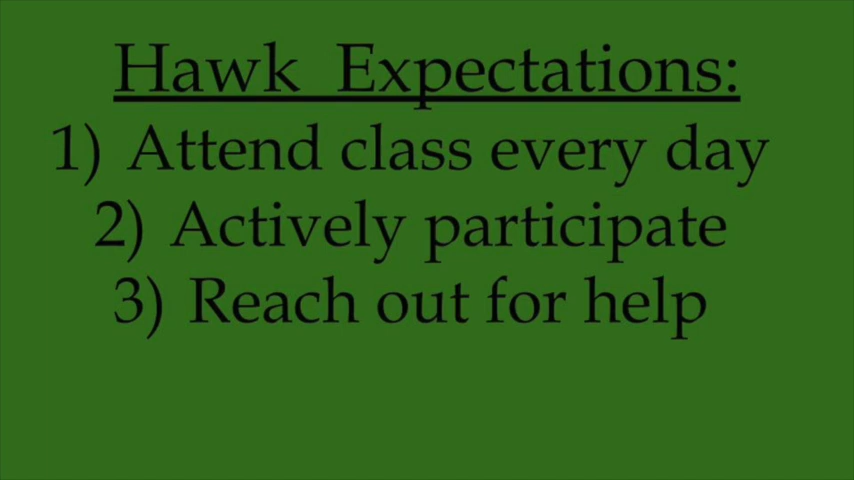 Hawk Expectations:
1) Attend class every day
2) Actively participate
3) Reach out for help